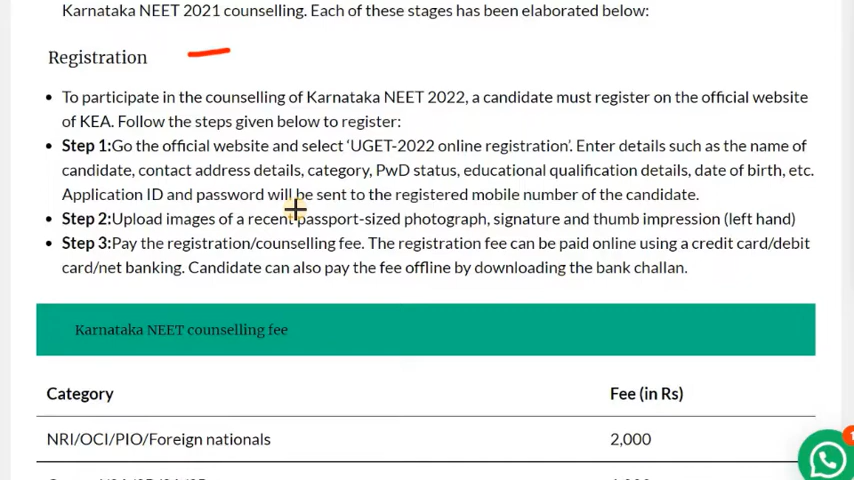 Karnataka NEET 2021 counselling. Each of these stages has been elaborated below:
Registration
To participate in the counselling of Karnataka NEET 2022, a candidate must register on the official website
of KEA. Follow the steps given below to register:
Step 1:Go the official website and select ‘UGET-2022 online registration’. Enter details such as the name of
candidate, contact address details, category, PwD status, educational qualification details, date of birth, etc.
Application ID and password will be sent to the registered mobile number of the candidate.
Step 2:Upload images of a recent passport-sized photograph, signature and thumb impression (left hand)
Step 3:Pay the registration/counselling fee. The registration fee can be paid online using a credit card/debit
card/net banking. Candidate can also pay the fee offline by downloading the bank challan.
Karnataka NEET counselling fee
Category Fee (in Rs)
NRI/OCI/PIO/Foreign nationals 2,000